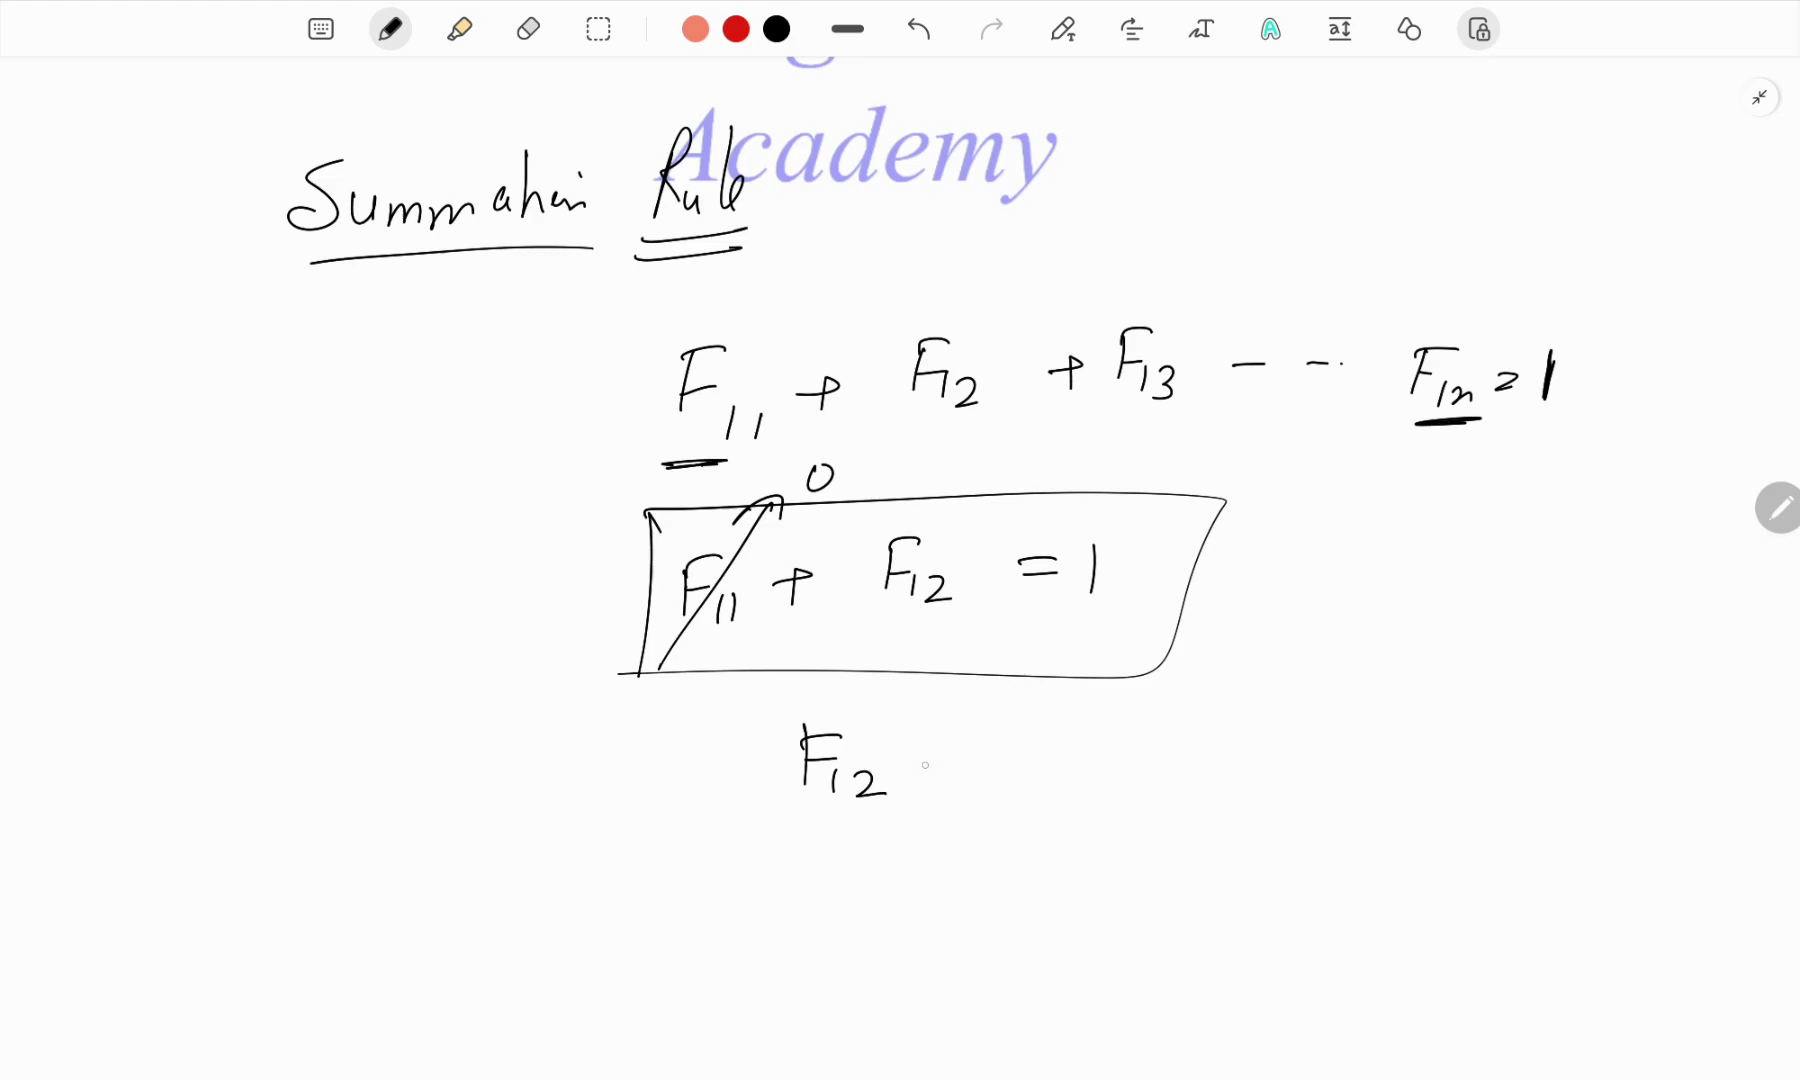 Academy
Summation Rule
F₁₁ + F₁₂ + F₁₃ - - - F₁ₙ = 1
0
F₁₁ + F₁₂ = 1
F₁₂